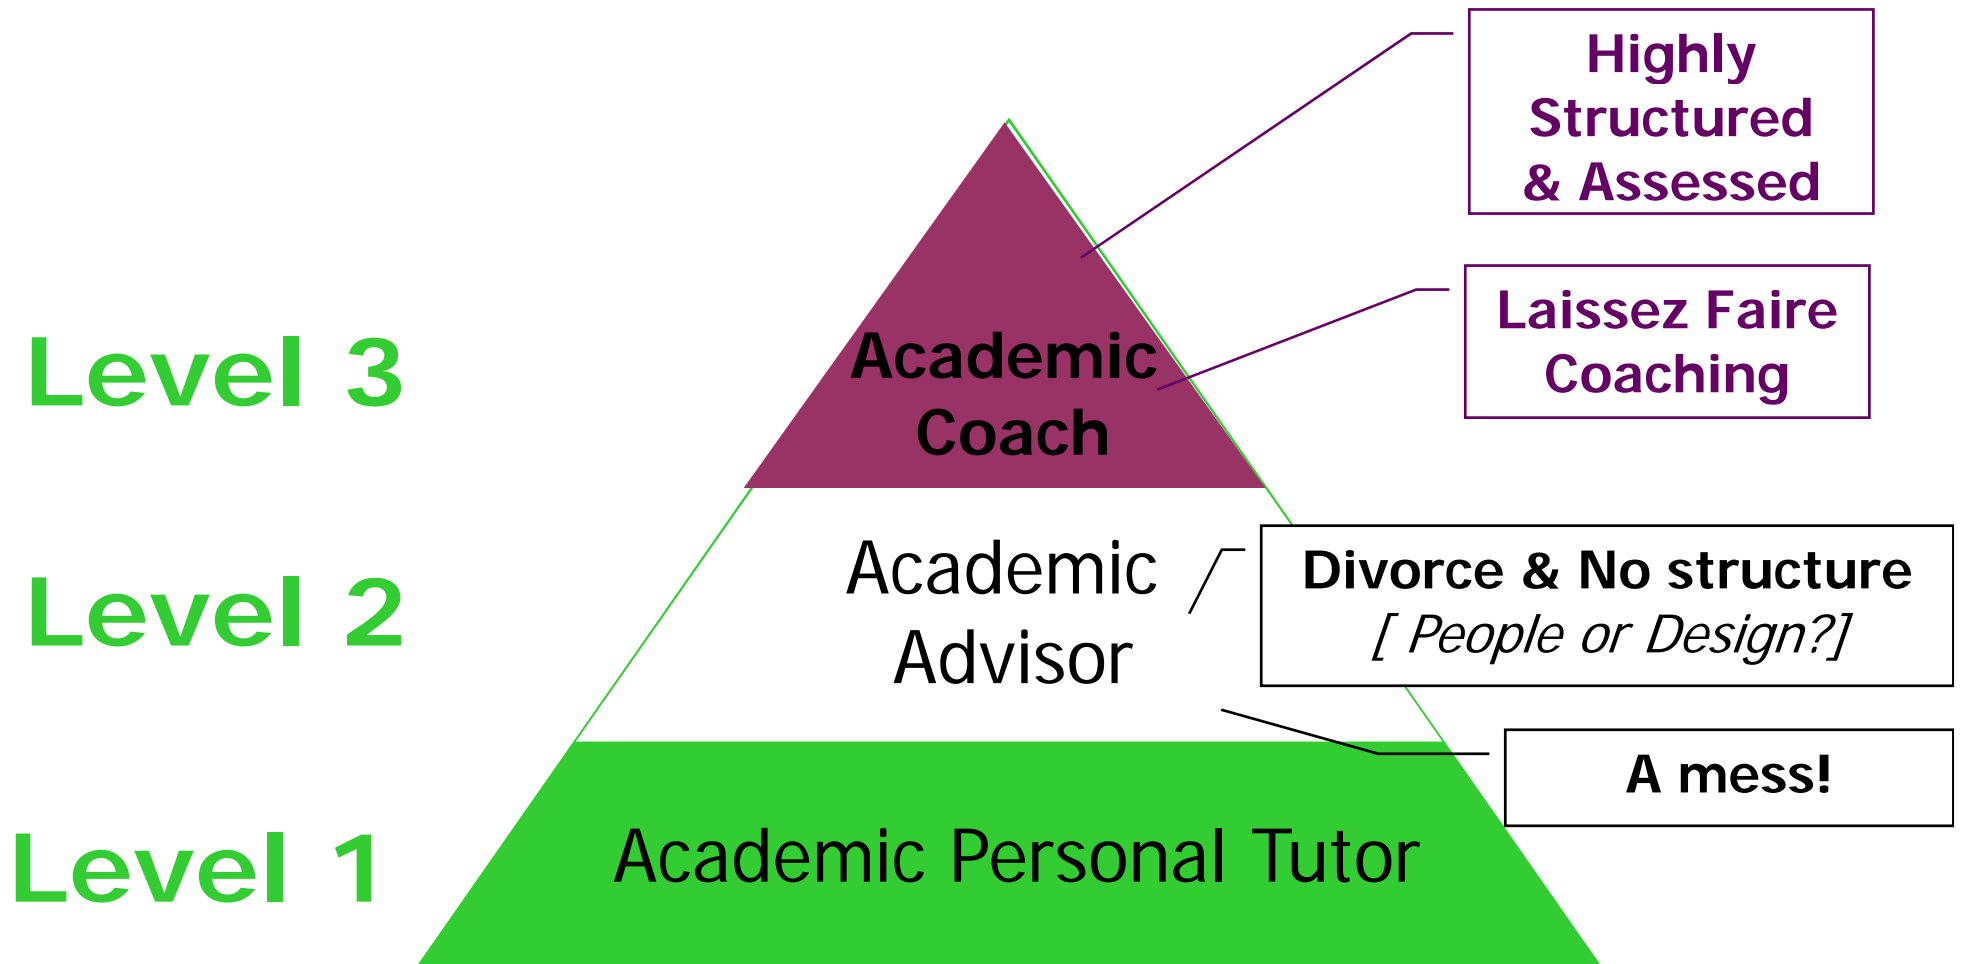 Highly
Structured
& Assessed
Laissez Faire
Coaching
Level 3
Academic
Coach
Level 2
Academic
Advisor
Divorce & No structure
[ People or Design?]
A mess!
Level 1
Academic Personal Tutor